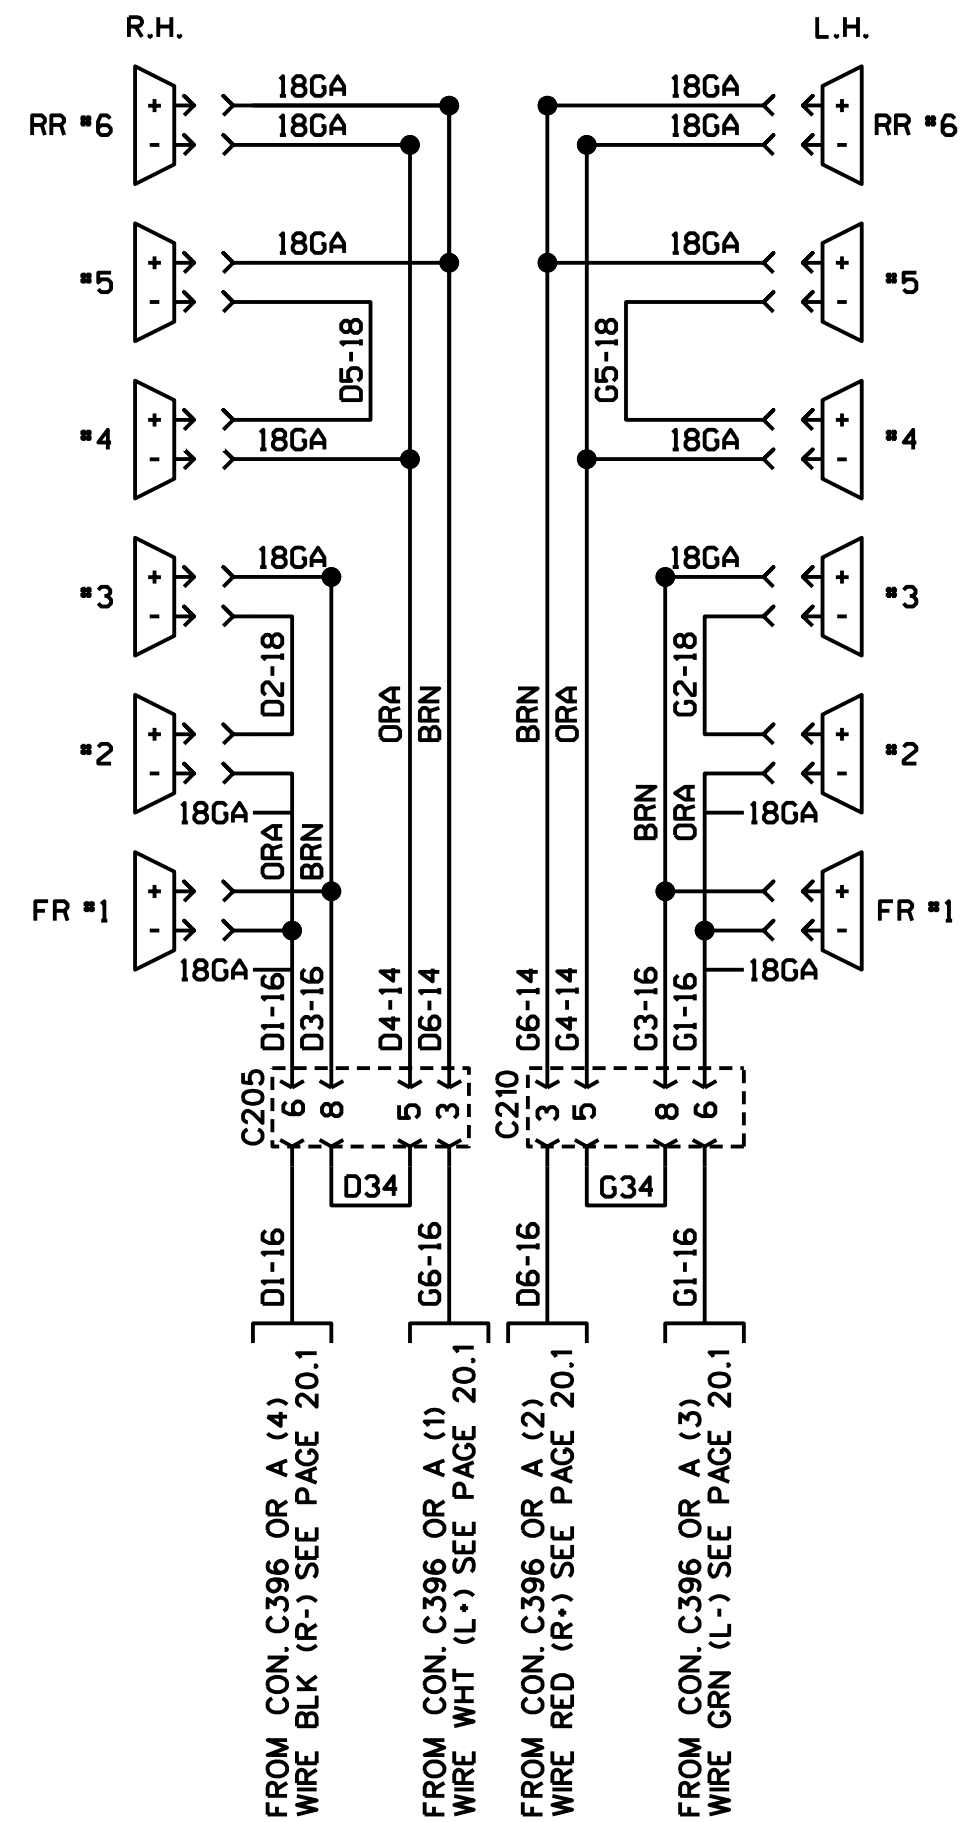 R.H.
L.H.
RR #6
+
-
18GA
18GA
18GA
18GA
+
-
RR #6
#5
+
-
18GA
18GA
+
-
#5
D5-18
G5-18
#4
+
-
18GA
18GA
+
-
#4
#3
+
-
18GA
18GA
+
-
#3
D2-18
G2-18
ORA
BRN
BRN
ORA
#2
+
-
+
-
#2
18GA
ORA
BRN
BRN
ORA
18GA
FR #1
+
-
+
-
FR #1
18GA
18GA
D1-16
D3-16
D4-14
D6-14
G6-14
G4-14
G3-16
G1-16
C205
6
8
5
3
C210
3
5
8
6
D34
G34
D1-16
G6-16
D6-16
G1-16
FROM CON. C396 OR A (4)
WIRE BLK (R-) SEE PAGE 20.1
FROM CON. C396 OR A (1)
WIRE WHT (L+) SEE PAGE 20.1
FROM CON. C396 OR A (2)
WIRE RED (R+) SEE PAGE 20.1
FROM CON. C396 OR A (3)
WIRE GRN (L-) SEE PAGE 20.1